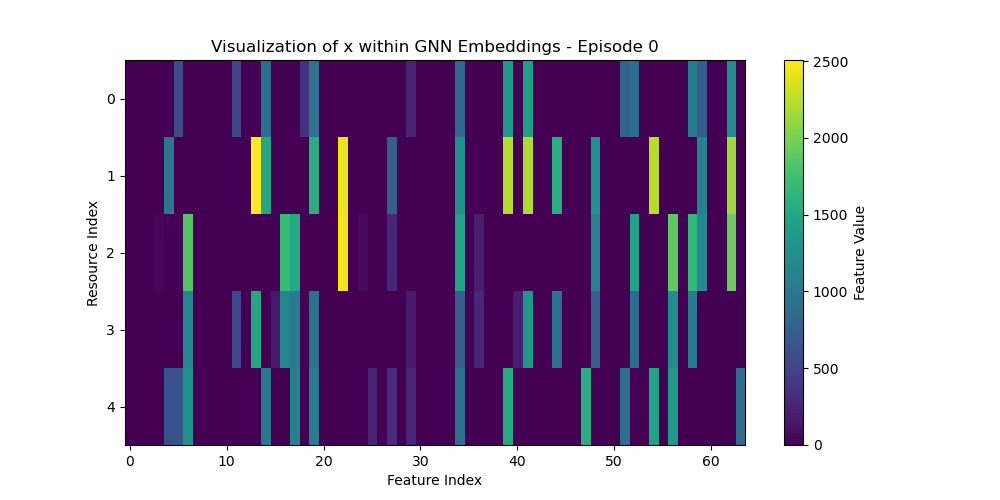 Visualization of x within GNN Embeddings - Episode 0
Resource Index
0
1
2
3
4
0 10 20 30 40 50 60
Feature Index
2500
2000
1500
1000
500
0
Feature Value